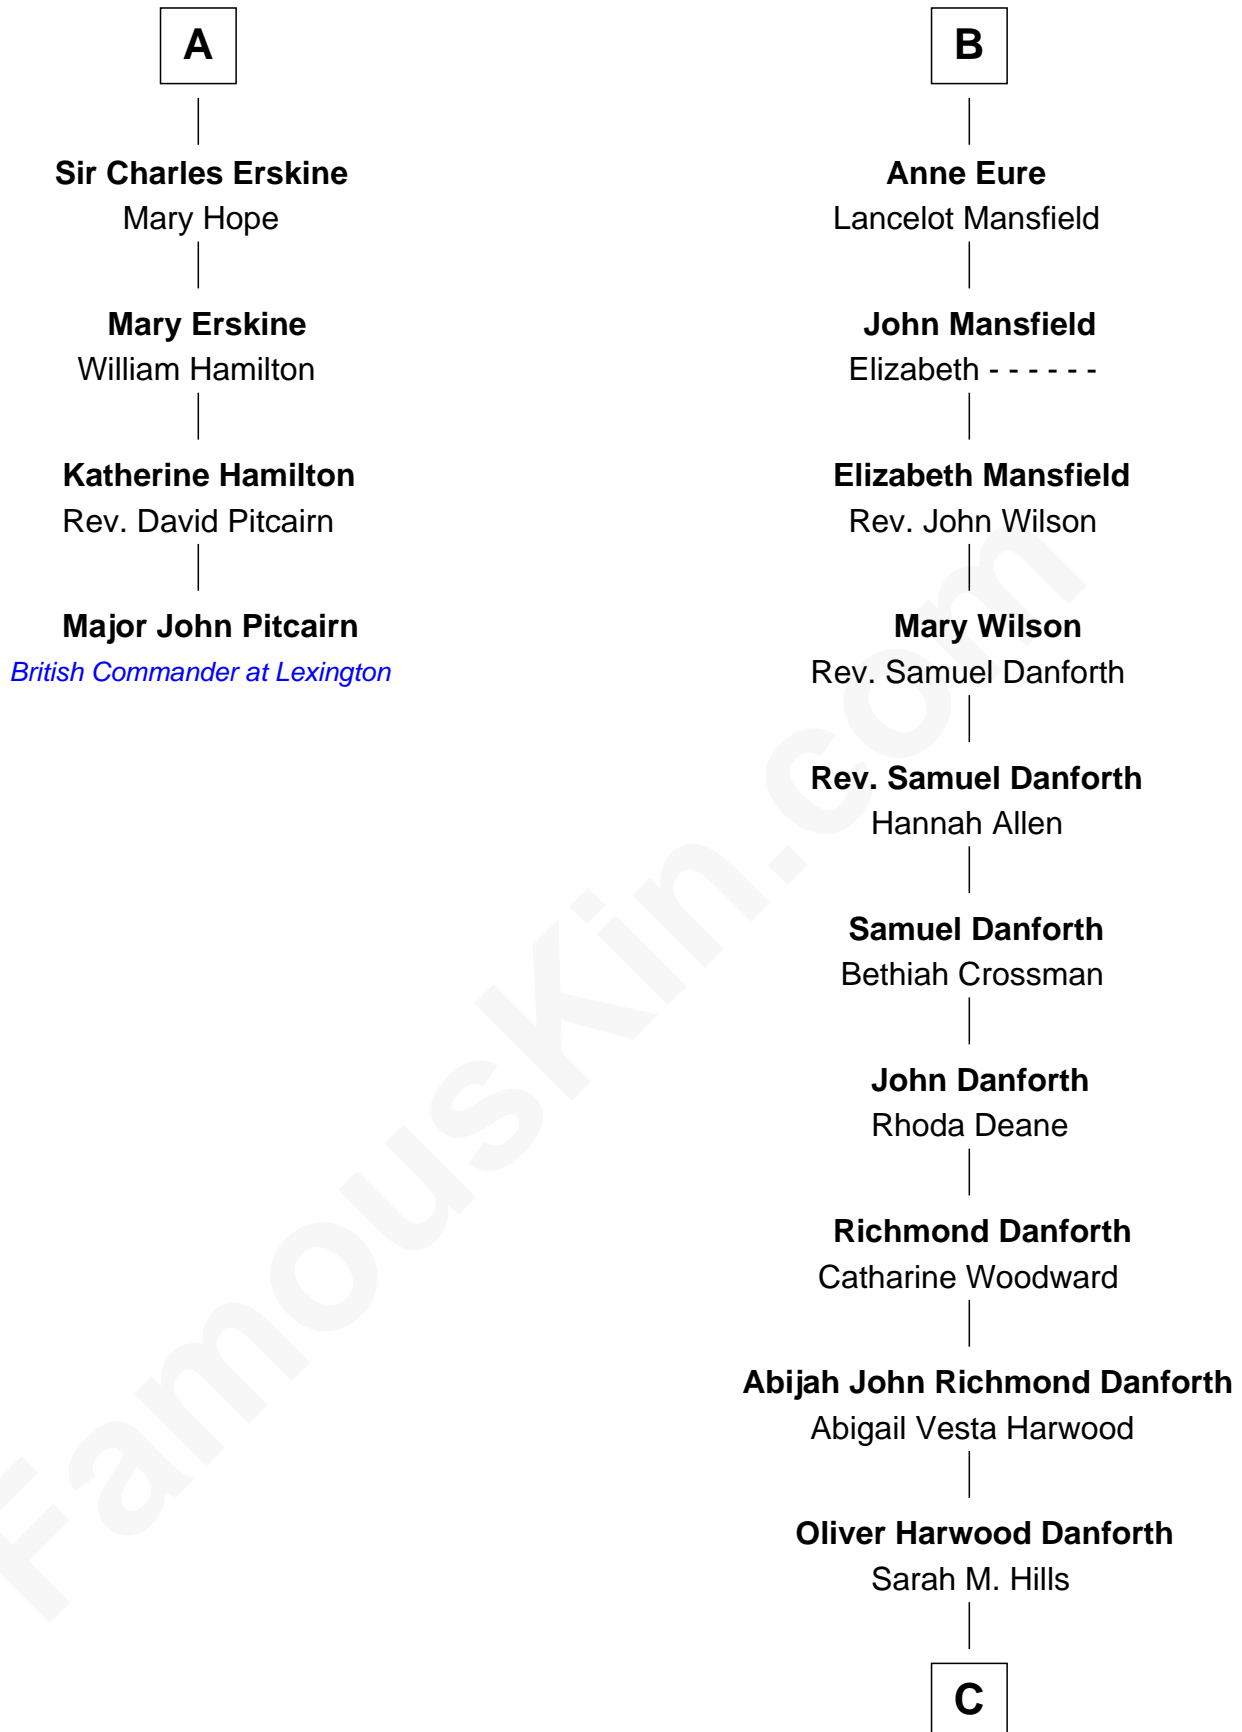 A
Sir Charles Erskine
Mary Hope
Mary Erskine
William Hamilton
Katherine Hamilton
Rev. David Pitcairn
Major John Pitcairn
British Commander at Lexington
B
Anne Eure
Lancelot Mansfield
John Mansfield
Elizabeth - - - - - -
Elizabeth Mansfield
Rev. John Wilson
Mary Wilson
Rev. Samuel Danforth
Rev. Samuel Danforth
Hannah Allen
Samuel Danforth
Bethiah Crossman
John Danforth
Rhoda Deane
Richmond Danforth
Catharine Woodward
Abijah John Richmond Danforth
Abigail Vesta Harwood
Oliver Harwood Danforth
Sarah M. Hills
C
FamousKin.com